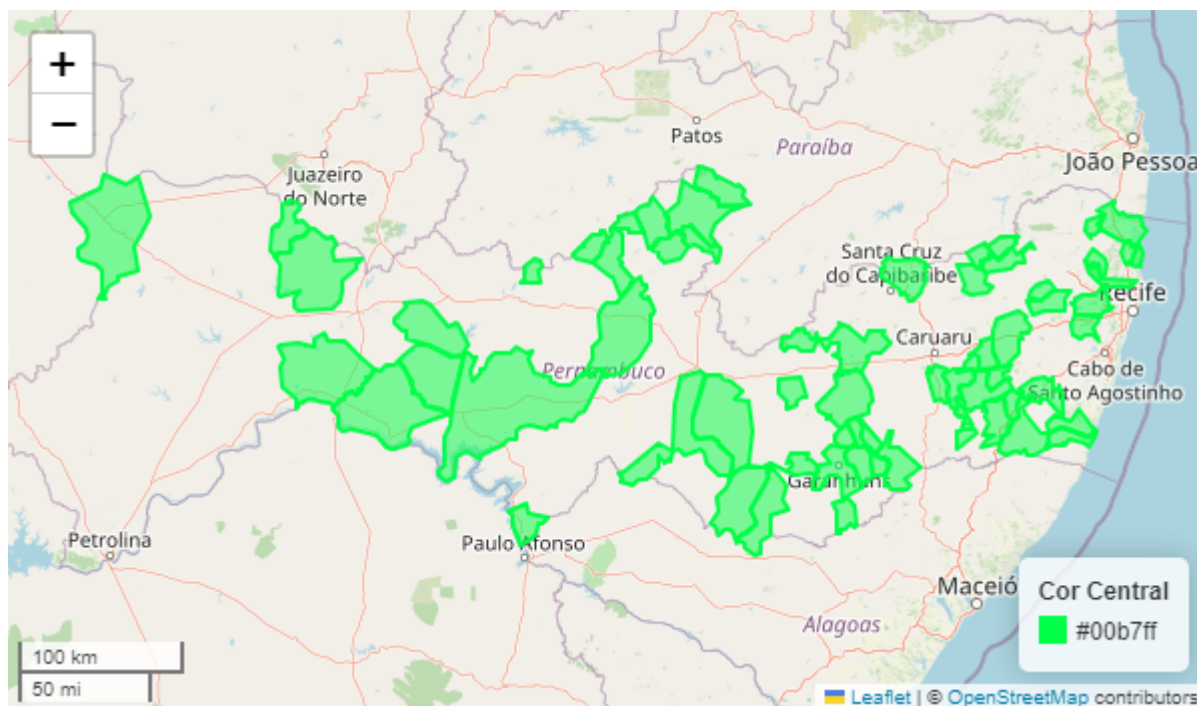 +
−
Patos
Paraíba
João Pessoa
Juazeiro
do Norte
Santa Cruz
do Capibaribe
Recife
Caruaru
Pernambuco
Cabo de
Santo Agostinho
Garanhuns
Petrolina
Paulo Afonso
Maceió
Alagoas
Cor Central
#00b7ff
100 km
50 mi
Leaflet | © OpenStreetMap contributors